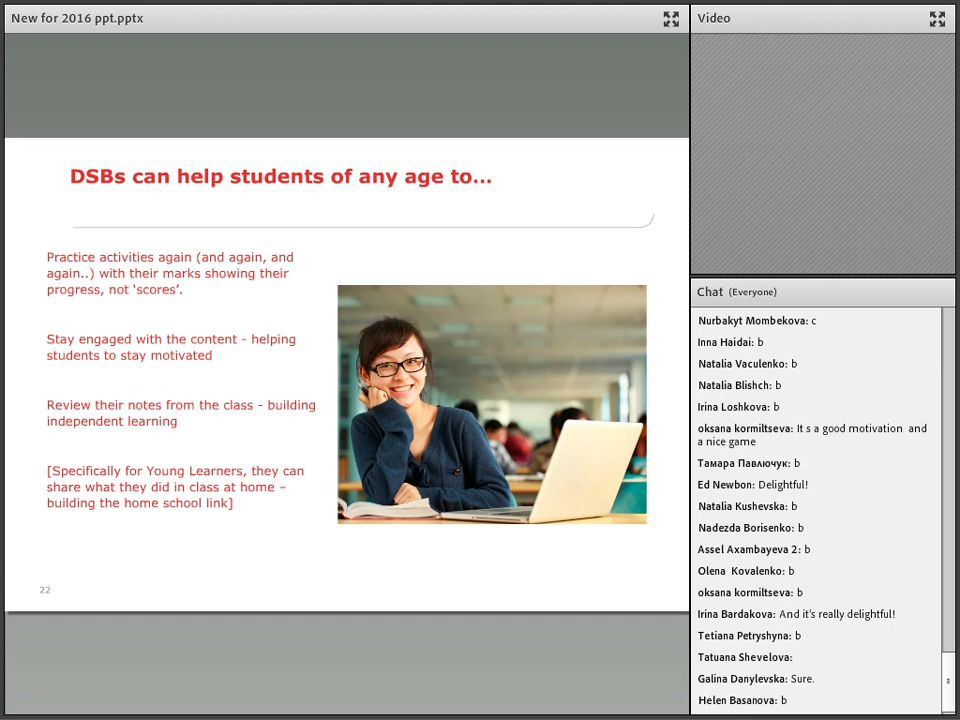 New for 2016 ppt.pptx
DSBs can help students of any age to...
Practice activities again (and again, and
again..) with their marks showing their
progress, not ‘scores’.
Stay engaged with the content - helping
students to stay motivated
Review their notes from the class - building
independent learning
[Specifically for Young Learners, they can
share what they did in class at home –
building the home school link]
22
Video
Chat (Everyone)
Nurbakyt Mombekova: c
Inna Haidai: b
Natalia Vaculenko: b
Natalia Blishch: b
Irina Loshkova: b
oksana kormiltseva: It s a good motivation and
a nice game
Тамара Павлючук: b
Ed Newbon: Delightful!
Natalia Kushevska: b
Nadezda Borisenko: b
Assel Axambayeva 2: b
Olena Kovalenko: b
oksana kormiltseva: b
Irina Bardakova: And it's really delightful!
Tetiana Petryshyna: b
Tatuana Shevelova:
Galina Danylevska: Sure.
Helen Basanova: b